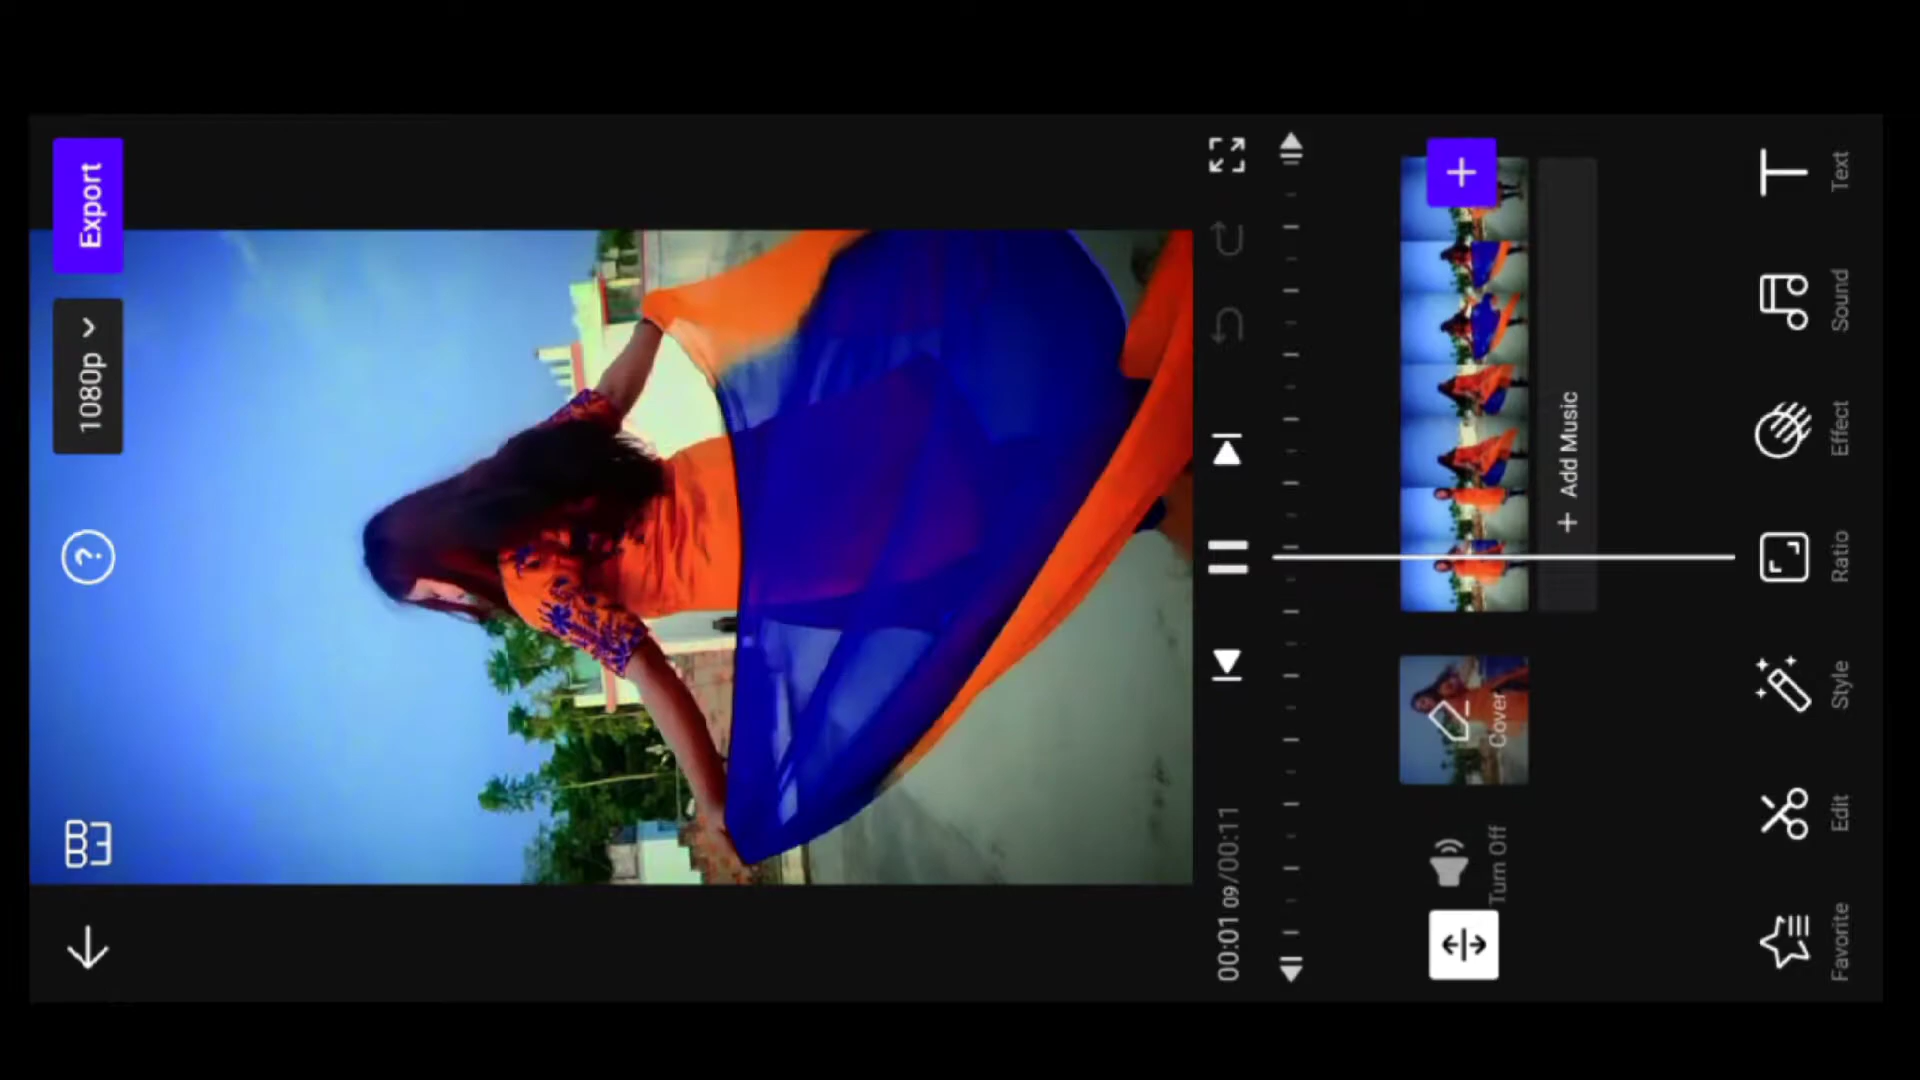 Export
1080p
00:01 09/00:11
Turn Off
Cover
+ Add Music
Favorite
Edit
Style
Ratio
Effect
Sound
Text